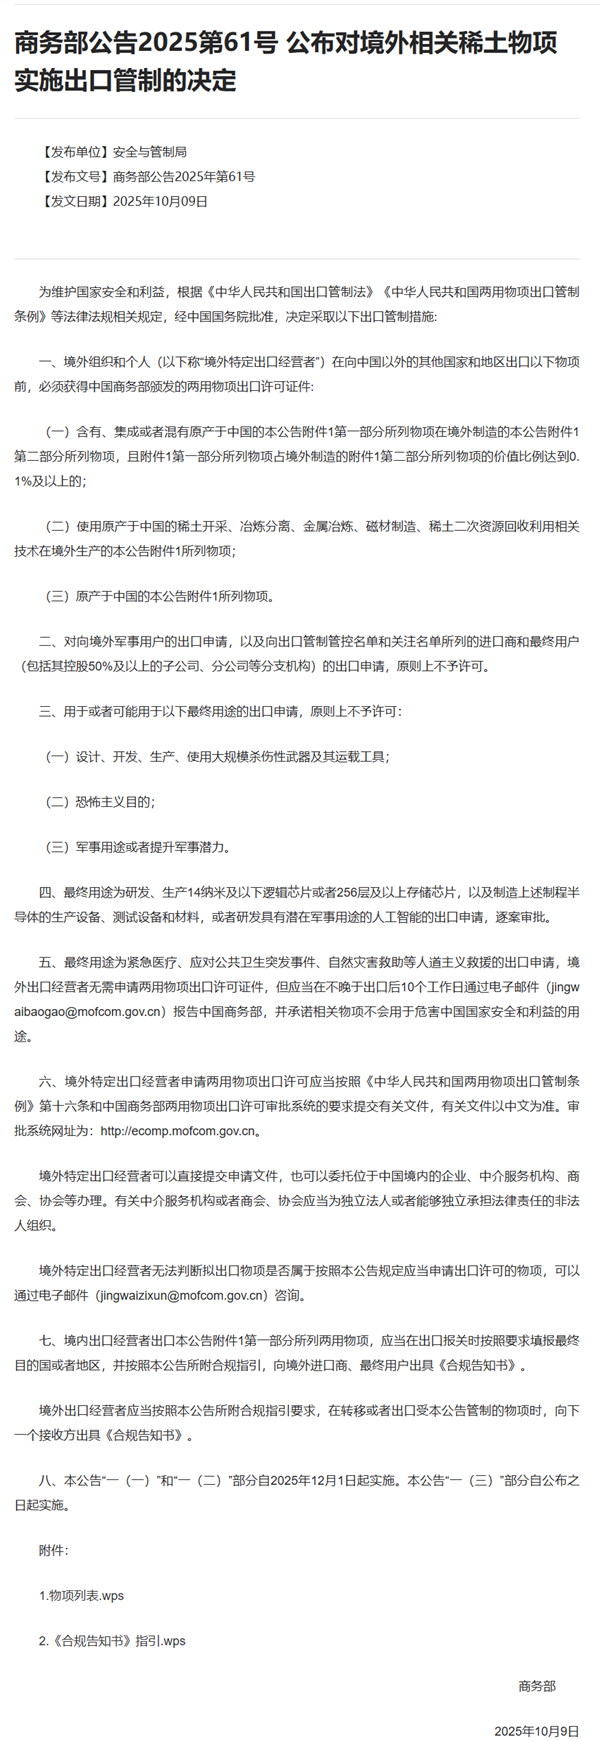 商务部公告2025第61号 公布对境外相关稀土物项
实施出口管制的决定
【发布单位】安全与管制局
【发布文号】商务部公告2025年第61号
【发文日期】2025年10月09日
为维护国家安全和利益，根据《中华人民共和国出口管制法》《中华人民共和国两用物项出口管制
条例》等法律法规相关规定，经中国国务院批准，决定采取以下出口管制措施:
一、境外组织和个人（以下称“境外特定出口经营者”）在向中国以外的其他国家和地区出口以下物项
前，必须获得中国商务部颁发的两用物项出口许可证件:
（一）含有、集成或者混有原产于中国的本公告附件1第一部分所列物项在境外制造的本公告附件1
第二部分所列物项，且附件1第一部分所列物项占境外制造的附件1第二部分所列物项的价值比例达到0.
1%及以上的；
（二）使用原产于中国的稀土开采、冶炼分离、金属冶炼、磁材制造、稀土二次资源回收利用相关
技术在境外生产的本公告附件1所列物项；
（三）原产于中国的本公告附件1所列物项。
二、对向境外军事用户的出口申请，以及向出口管制管控名单和关注名单所列的进口商和最终用户
（包括其控股50%及以上的子公司、分公司等分支机构）的出口申请，原则上不予许可。
三、用于或者可能用于以下最终用途的出口申请，原则上不予许可：
（一）设计、开发、生产、使用大规模杀伤性武器及其运载工具；
（二）恐怖主义目的；
（三）军事用途或者提升军事潜力。
四、最终用途为研发、生产14纳米及以下逻辑芯片或者256层及以上存储芯片，以及制造上述制程半
导体的生产设备、测试设备和材料，或者研发具有潜在军事用途的人工智能的出口申请，逐案审批。
五、最终用途为紧急医疗、应对公共卫生突发事件、自然灾害救助等人道主义救援的出口申请，境
外出口经营者无需申请两用物项出口许可证件，但应当在不晚于出口后10个工作日通过电子邮件（jingw
aibaogao@mofcom.gov.cn）报告中国商务部，并承诺相关物项不会用于危害中国国家安全和利益的用
途。
六、境外特定出口经营者申请两用物项出口许可应当按照《中华人民共和国两用物项出口管制条
例》第十六条和中国商务部两用物项出口许可审批系统的要求提交有关文件，有关文件以中文为准。审
批系统网址为：http://ecomp.mofcom.gov.cn。
境外特定出口经营者可以直接提交申请文件，也可以委托位于中国境内的企业、中介服务机构、商
会、协会等办理。有关中介服务机构或者商会、协会应当为独立法人或者能够独立承担法律责任的非法
人组织。
境外特定出口经营者无法判断拟出口物项是否属于按照本公告规定应当申请出口许可的物项，可以
通过电子邮件（jingwaizixun@mofcom.gov.cn）咨询。
七、境内出口经营者出口本公告附件1第一部分所列两用物项，应当在出口报关时按照要求填报最终
目的国或者地区，并按照本公告所附合规指引，向境外进口商、最终用户出具《合规告知书》。
境外出口经营者应当按照本公告所附合规指引要求，在转移或者出口受本公告管制的物项时，向下
一个接收方出具《合规告知书》。
八、本公告“一（一）”和“一（二）”部分自2025年12月1日起实施。本公告“一（三）”部分自公布之
日起实施。
附件：
1.物项列表.wps
2.《合规告知书》指引.wps
商务部
2025年10月9日